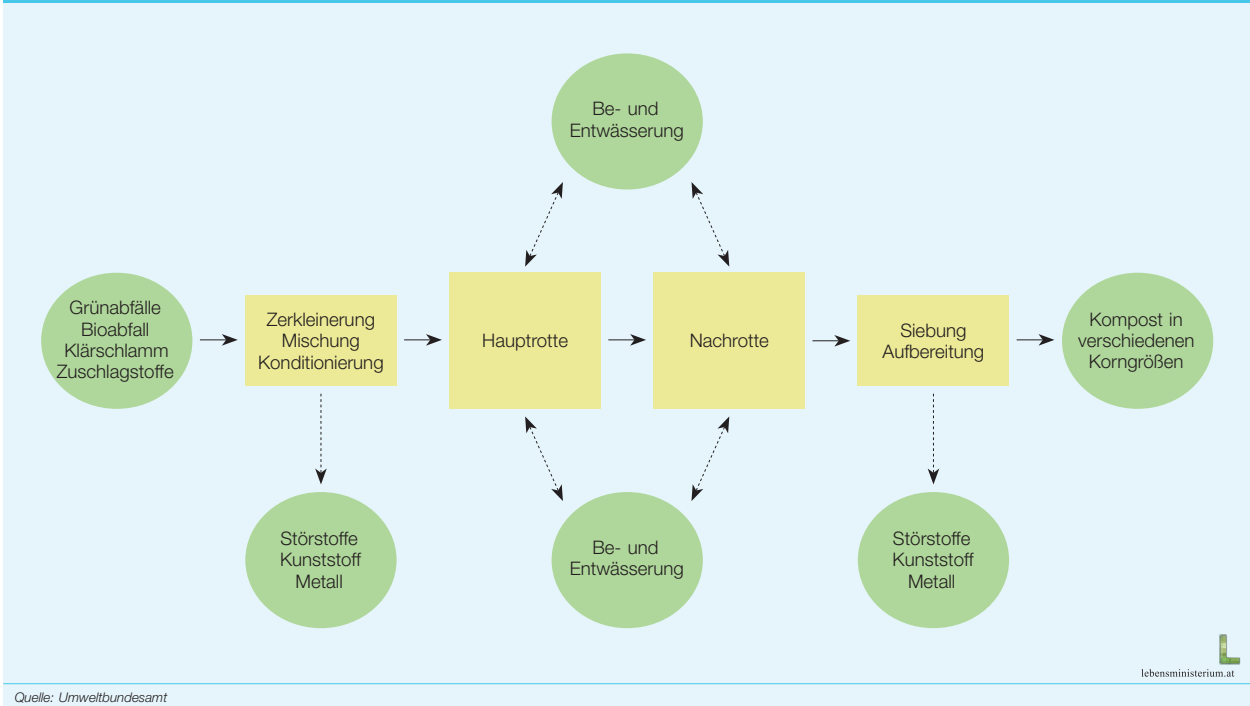 Be- und
Entwässerung
Grünabfälle
Bioabfall
Klärschlamm
Zuschlagstoffe
Zerkleinerung
Mischung
Konditionierung
Hauptrotte
Nachrotte
Siebung
Aufbereitung
Kompost in
verschiedenen
Korngrößen
Störstoffe
Kunststoff
Metall
Be- und
Entwässerung
Störstoffe
Kunststoff
Metall
lebensministerium.at
Quelle: Umweltbundesamt